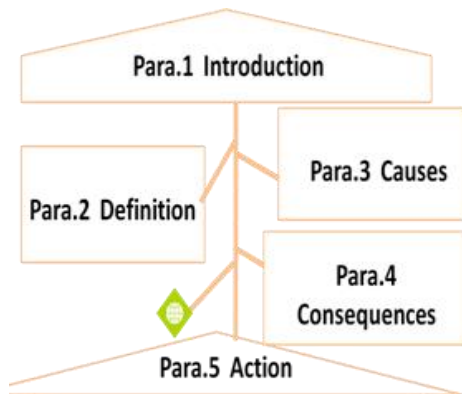 Para.1 Introduction
Para.2 Definition
Para.3 Causes
Para.4
Consequences
Para.5 Action